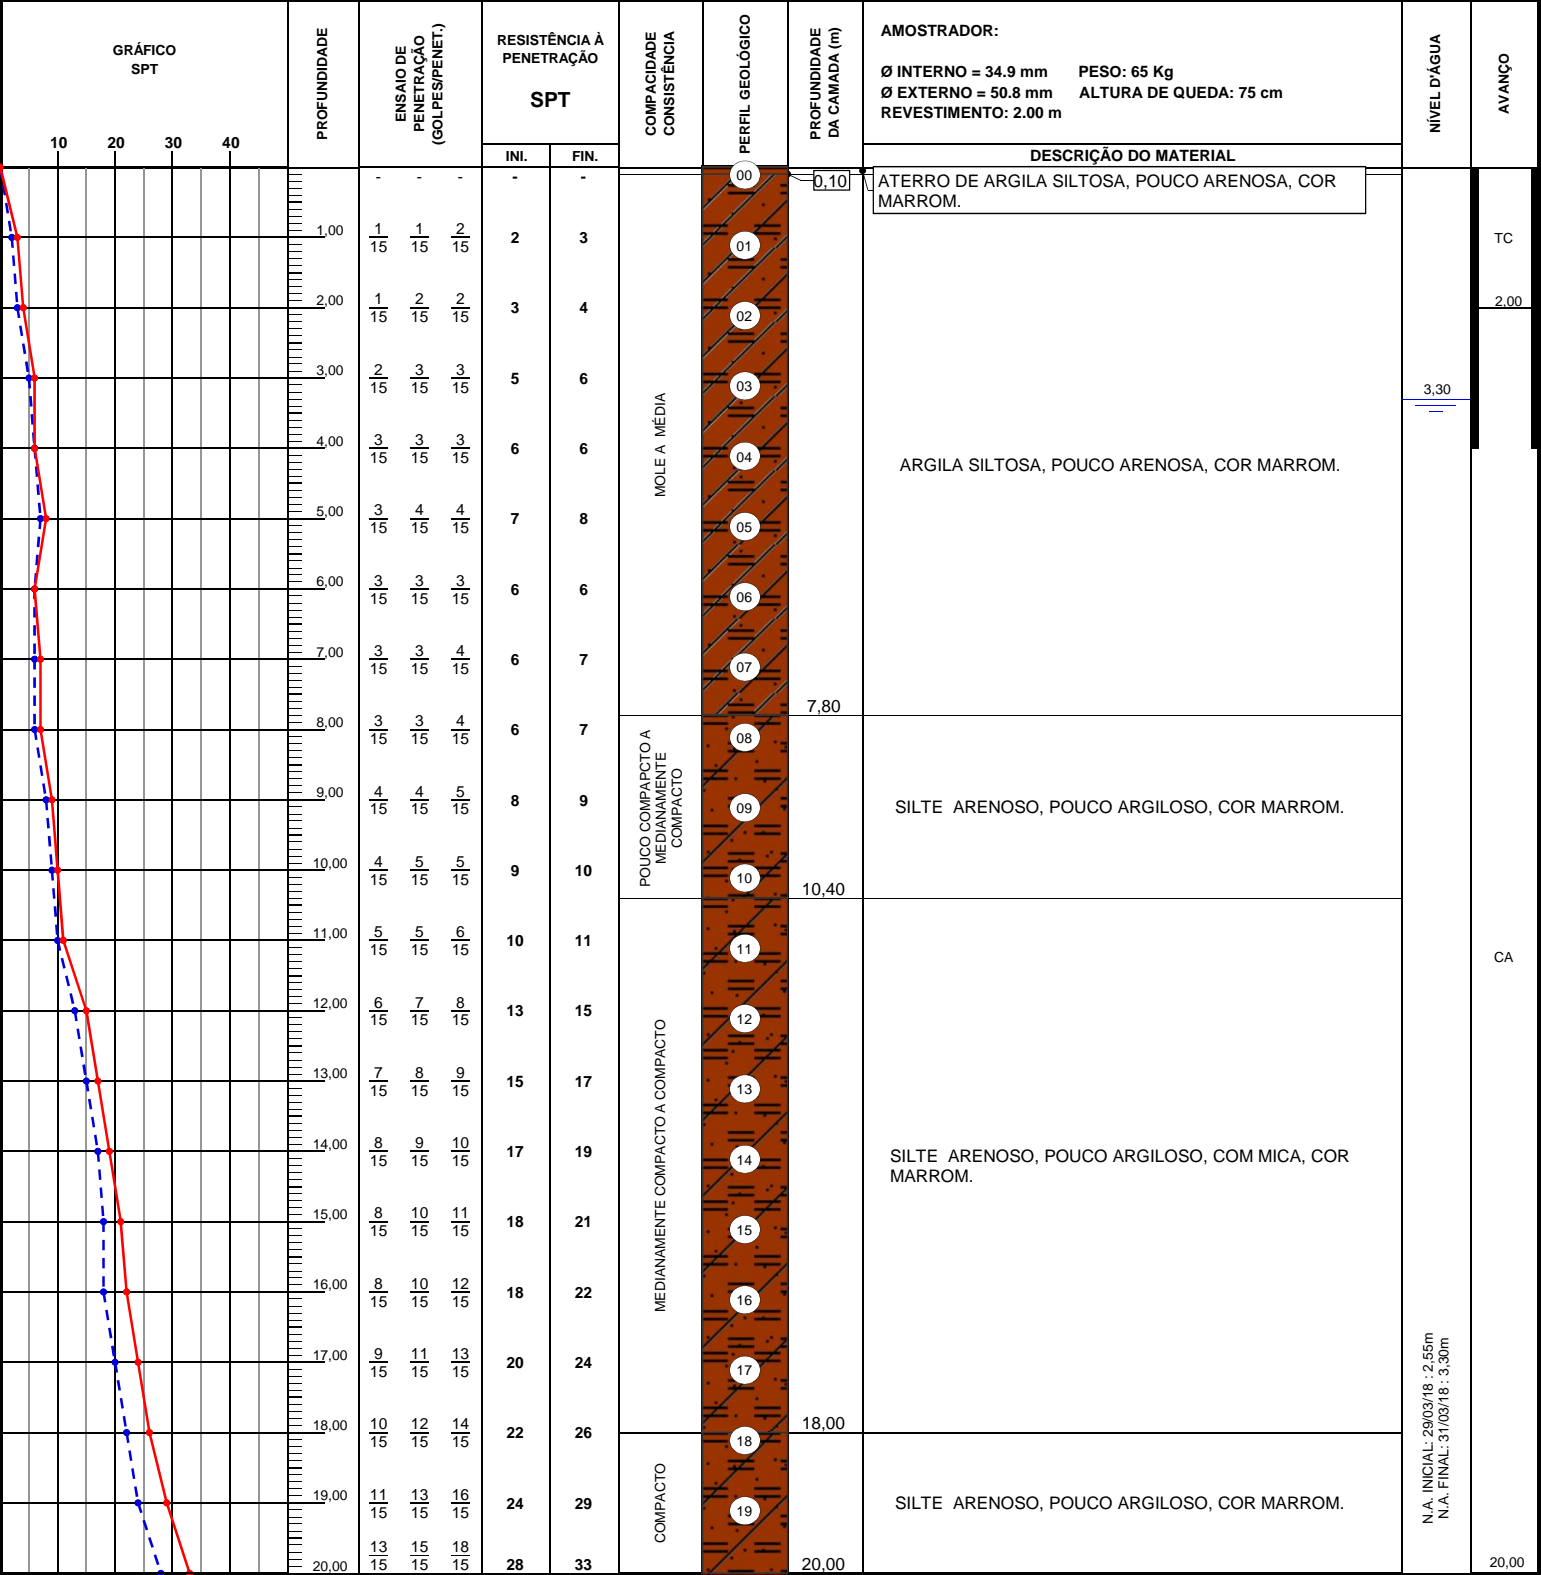 GRÁFICO
SPT
10 20 30 40
PROFUNDIDADE
ENSAIO DE
PENETRAÇÃO
(GOLPES/PENET.)
RESISTÊNCIA À
PENETRAÇÃO
SPT
INI. FIN.
COMPACIDADE
CONSISTÊNCIA
PERFIL GEOLÓGICO
PROFUNDIDADE
DA CAMADA (m)
AMOSTRADOR:
Ø INTERNO = 34.9 mm PESO: 65 Kg
Ø EXTERNO = 50.8 mm ALTURA DE QUEDA: 75 cm
REVESTIMENTO: 2.00 m
DESCRIÇÃO DO MATERIAL
NÍVEL D'ÁGUA
AVANÇO
- - - - - 00
0,10
ATERRO DE ARGILA SILTOSA, POUCO ARENOSA, COR
MARROM.
1,00 1/15 1/15 2/15 2 3 01
TC
2,00 1/15 2/15 2/15 3 4 02
2,00
3,00 2/15 3/15 3/15 5 6 03
3,30
4,00 3/15 3/15 3/15 6 6 04
MOLE A MÉDIA
ARGILA SILTOSA, POUCO ARENOSA, COR MARROM.
5,00 3/15 4/15 4/15 7 8 05
6,00 3/15 3/15 3/15 6 6 06
7,00 3/15 3/15 4/15 6 7 07
7,80
8,00 3/15 3/15 4/15 6 7 08
POUCO COMPAPCTO A
MEDIANAMENTE
COMPACTO
9,00 4/15 4/15 5/15 8 9 09
SILTE ARENOSO, POUCO ARGILOSO, COR MARROM.
10,00 4/15 5/15 5/15 9 10 10
10,40
11,00 5/15 5/15 6/15 10 11 11
CA
12,00 6/15 7/15 8/15 13 15 12
13,00 7/15 8/15 9/15 15 17 13
MEDIANAMENTE COMPACTO A COMPACTO
14,00 8/15 9/15 10/15 17 19 14
SILTE ARENOSO, POUCO ARGILOSO, COM MICA, COR
MARROM.
15,00 8/15 10/15 11/15 18 21 15
16,00 8/15 10/15 12/15 18 22 16
17,00 9/15 11/15 13/15 20 24 17
N.A. INICIAL: 29/03/18 : 2,55m
N.A. FINAL: 31/03/18 : 3,30m
18,00 10/15 12/15 14/15 22 26 18
18,00
19,00 11/15 13/15 16/15 24 29 19
COMPACTO
SILTE ARENOSO, POUCO ARGILOSO, COR MARROM.
20,00 13/15 15/15 18/15 28 33
20,00
20,00